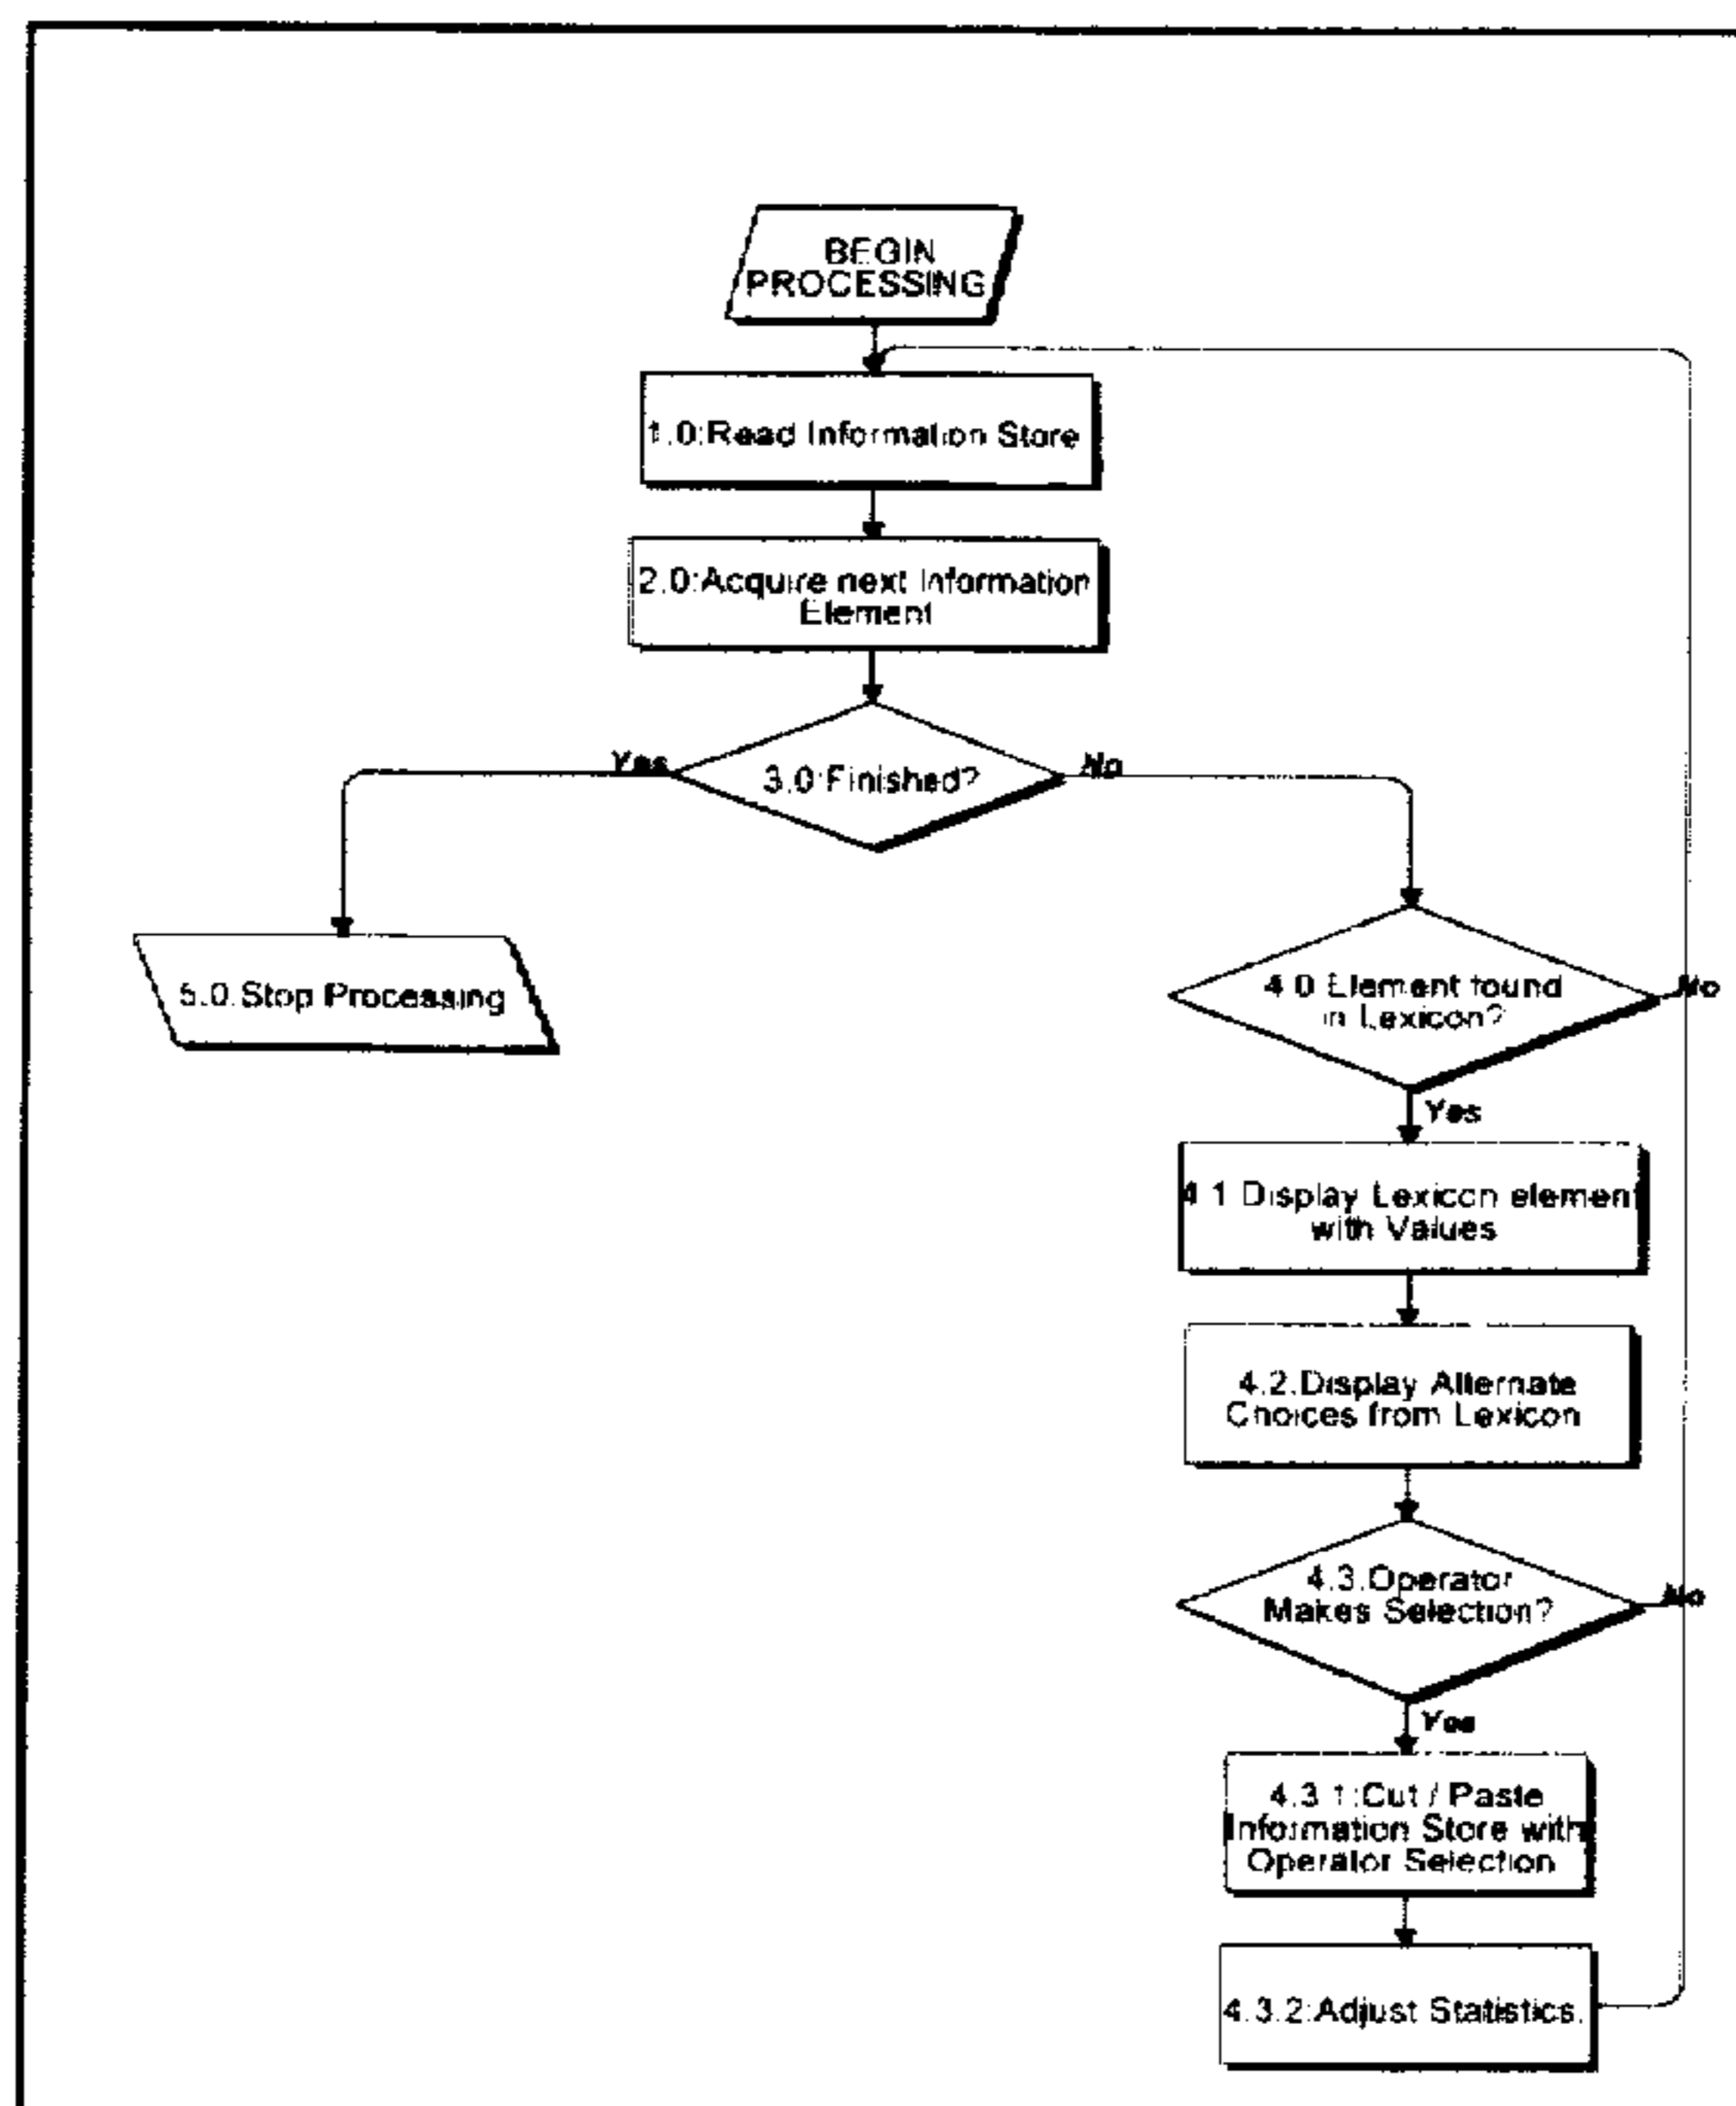 BEGIN
PROCESSING
1.0:Read Information Store
2.0:Acquire next Information
Element
Yes
3.0:Finished?
No
5.0:Stop Processing
4.0 Element found
in Lexicon?
No
Yes
4.1 Display Lexicon element
with Values
4.2.Display Alternate
Choices from Lexicon
4.3.Operator
Makes Selection?
No
Yes
4.3.1:Cut / Paste
Information Store with
Operator Selection
4.3.2:Adjust Statistics.